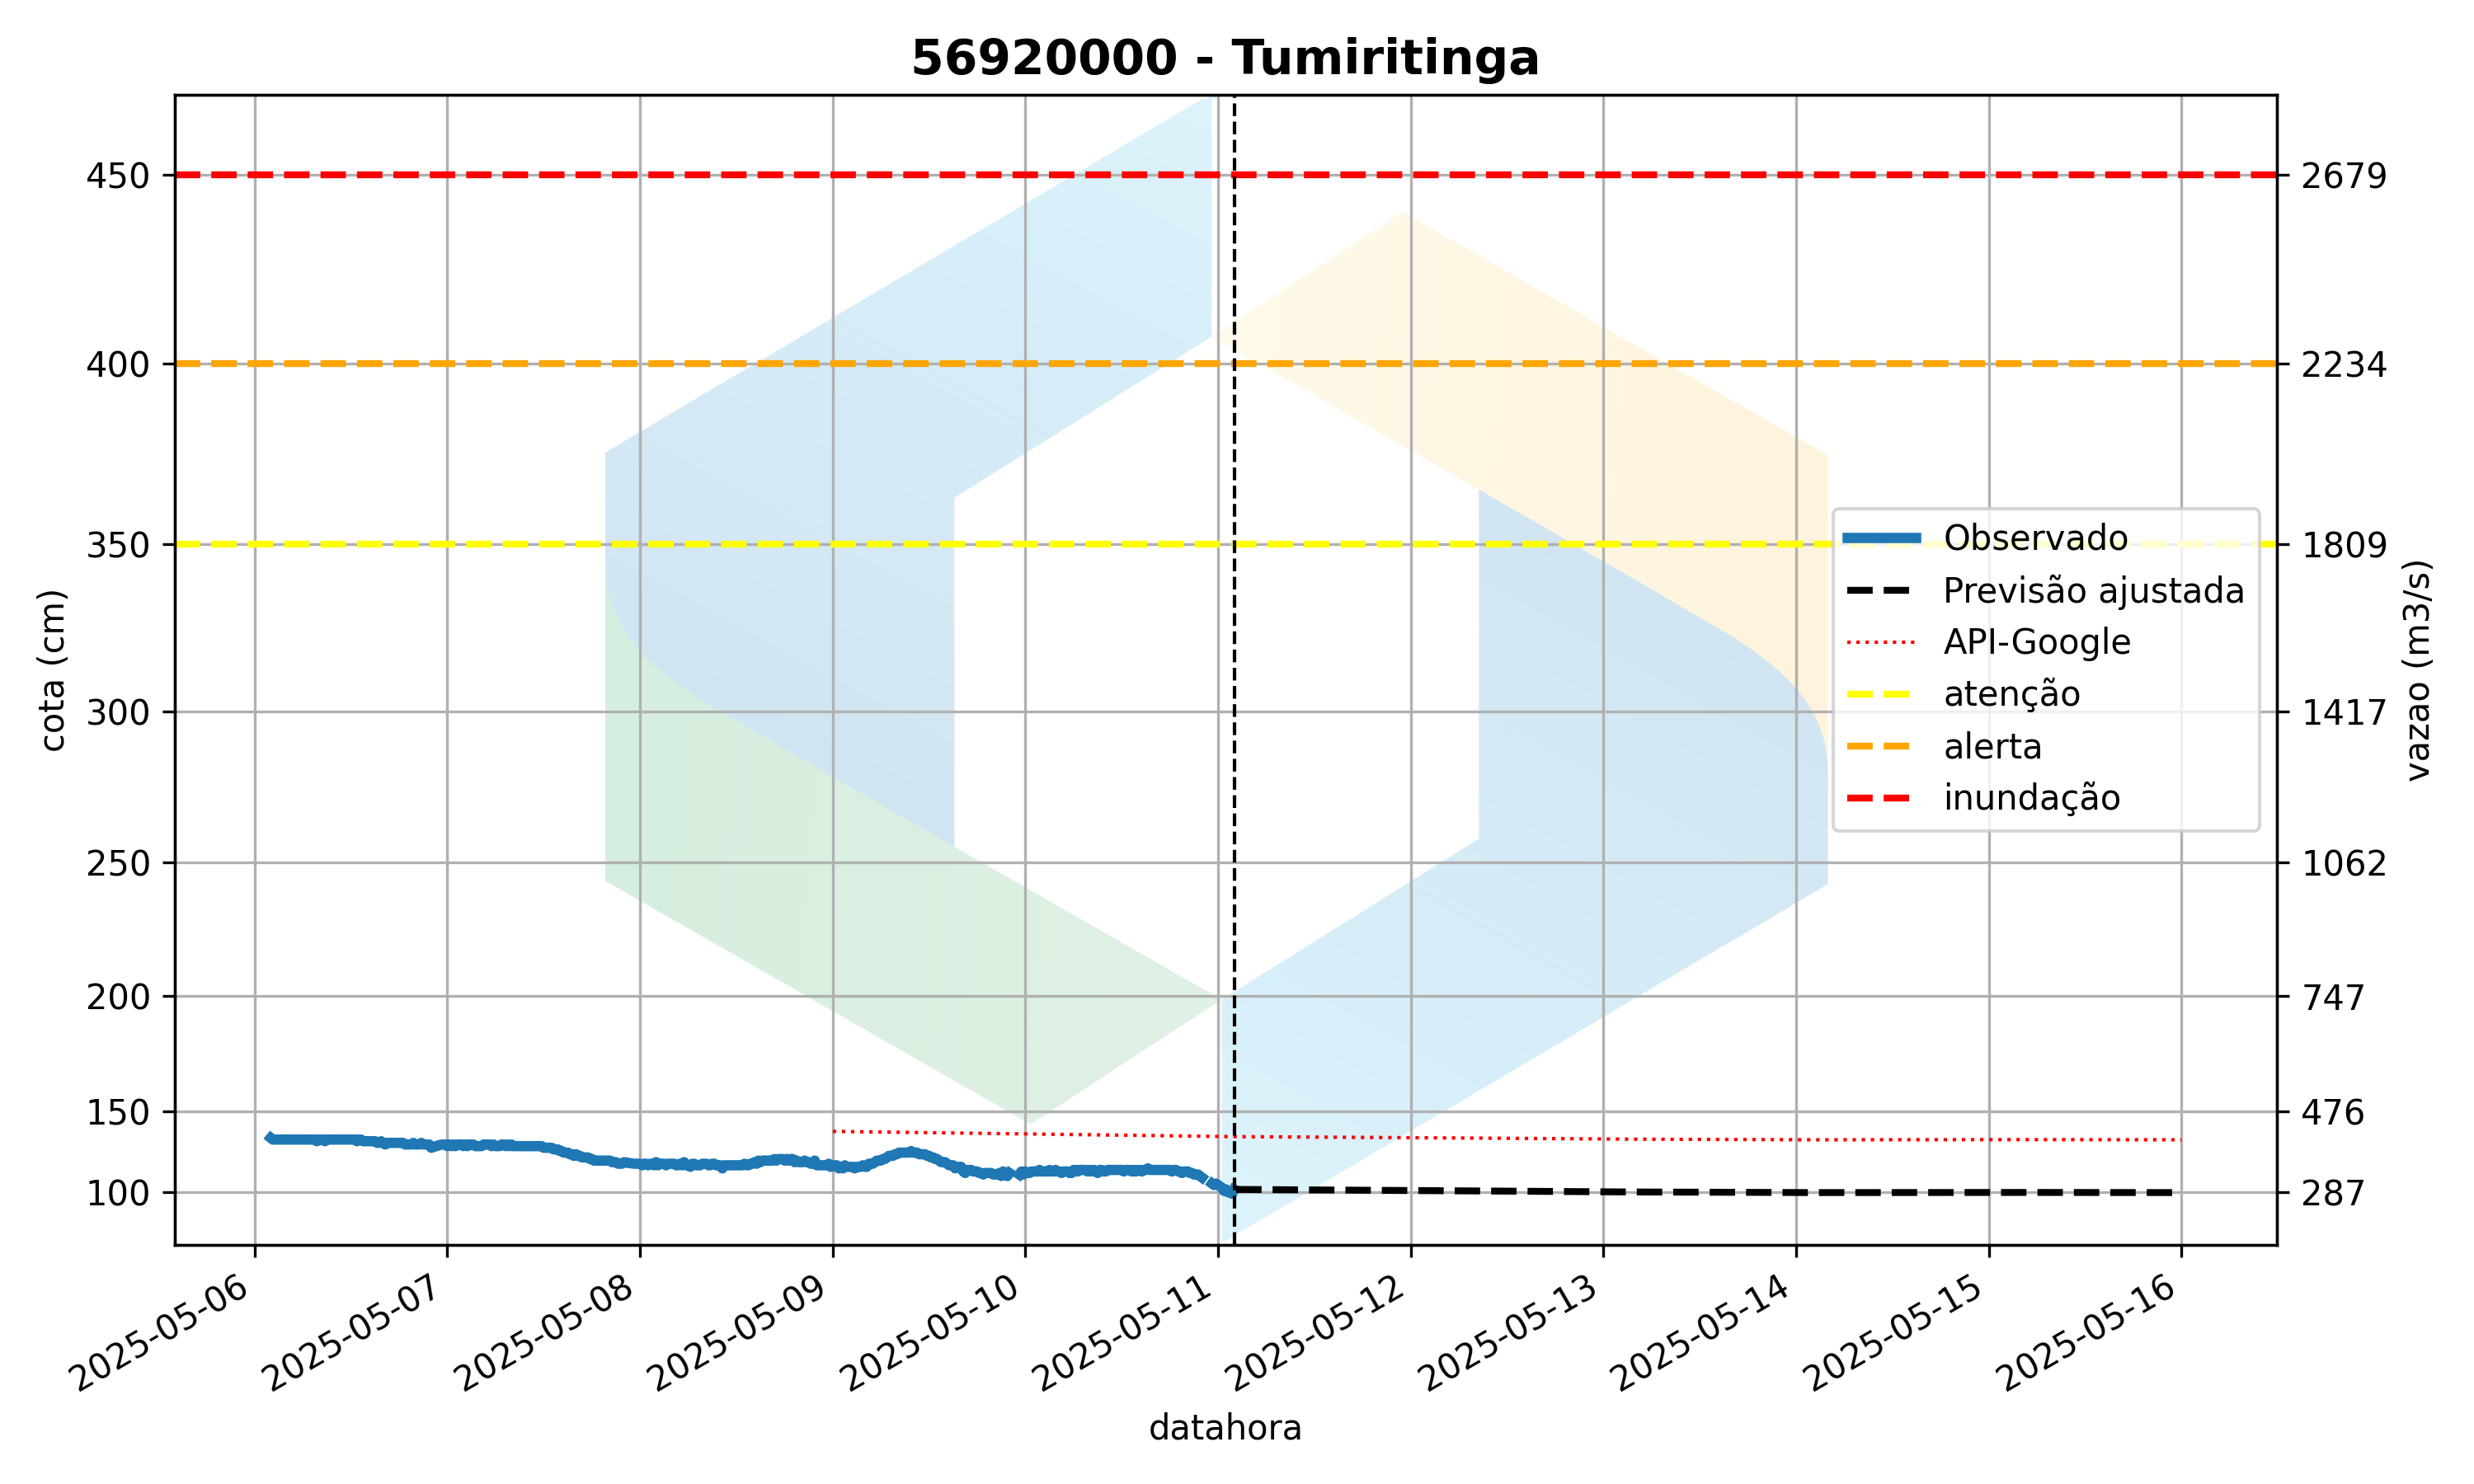 56920000 - Tumiritinga
cota (cm)
450
400
350
300
250
200
150
100
2679
2234
1809
1417
1062
747
476
287
vazao (m3/s)
Observado
Previsão ajustada
API-Google
atenção
alerta
inundação
2025-05-06
2025-05-07
2025-05-08
2025-05-09
2025-05-10
2025-05-11
2025-05-12
2025-05-13
2025-05-14
2025-05-15
2025-05-16
datahora